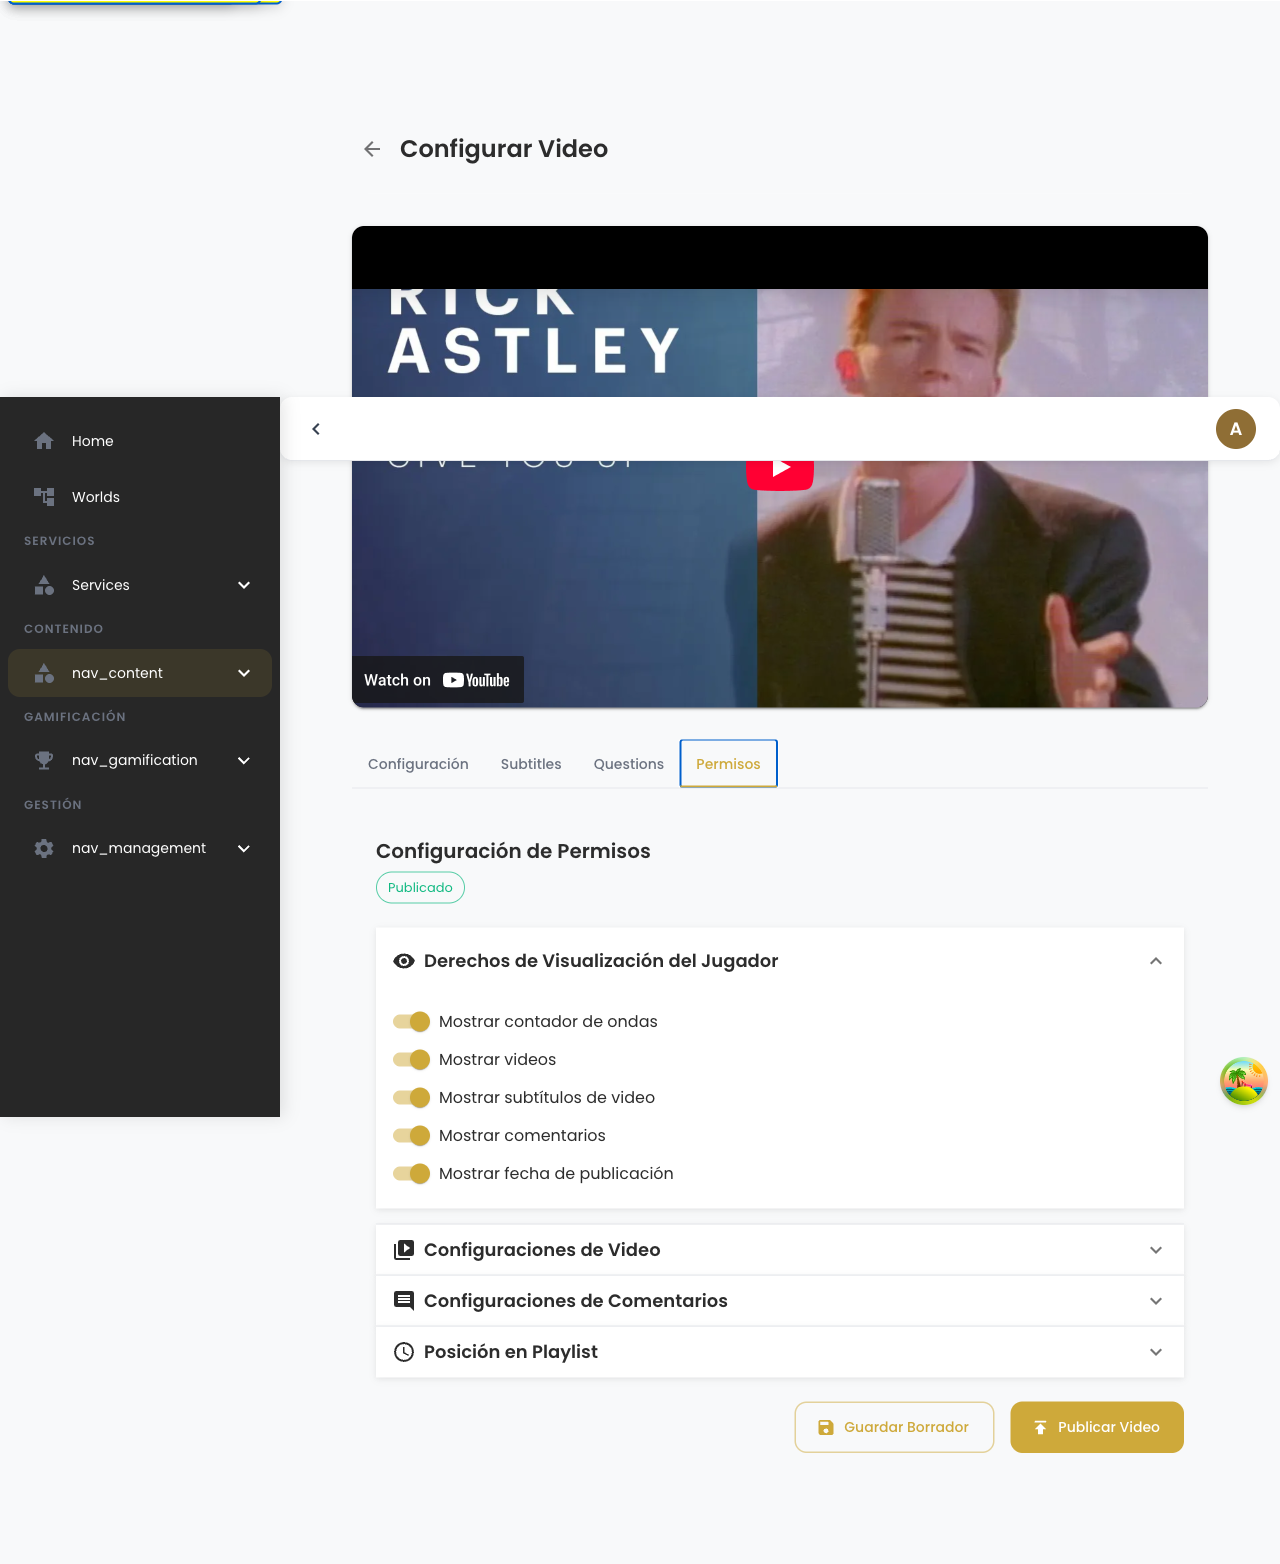 Configurar Video
RICK
ASTLEY
Home
A
Worlds
SERVICIOS
Services
CONTENIDO
nav_content
Watch on YouTube
GAMIFICACIÓN
nav_gamification
GESTIÓN
nav_management
Configuración
Subtitles
Questions
Permisos
Configuración de Permisos
Publicado
Derechos de Visualización del Jugador
Mostrar contador de ondas
Mostrar videos
Mostrar subtítulos de video
Mostrar comentarios
Mostrar fecha de publicación
Configuraciones de Video
Configuraciones de Comentarios
Posición en Playlist
Guardar Borrador
Publicar Video